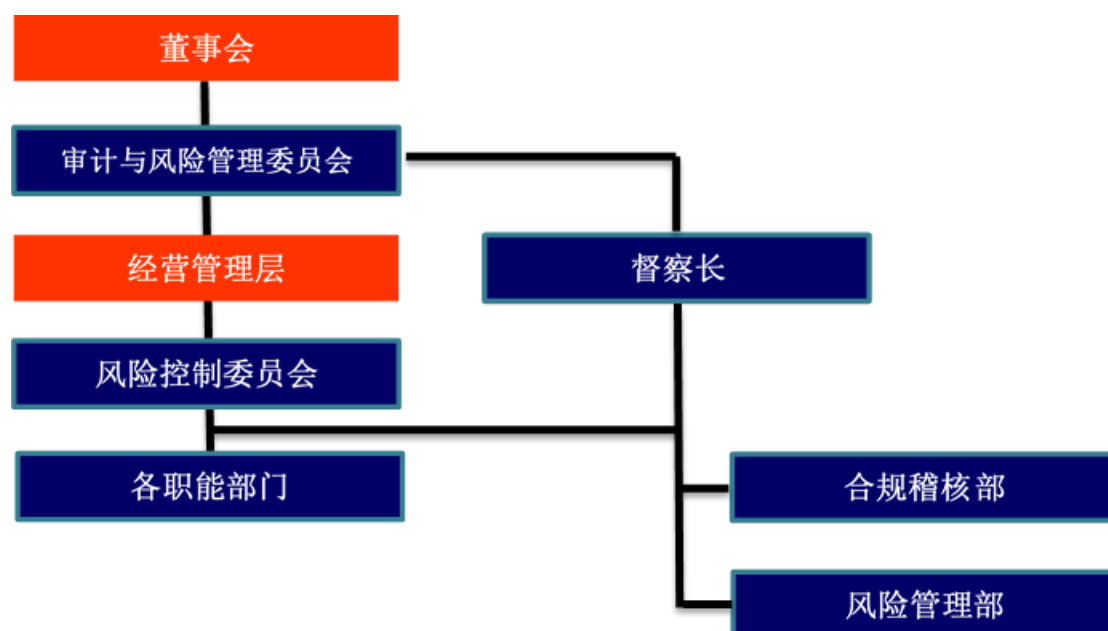 董事会
审计与风险管理委员会
经营管理层
督察长
风险控制委员会
各职能部门
合规稽核部
风险管理部